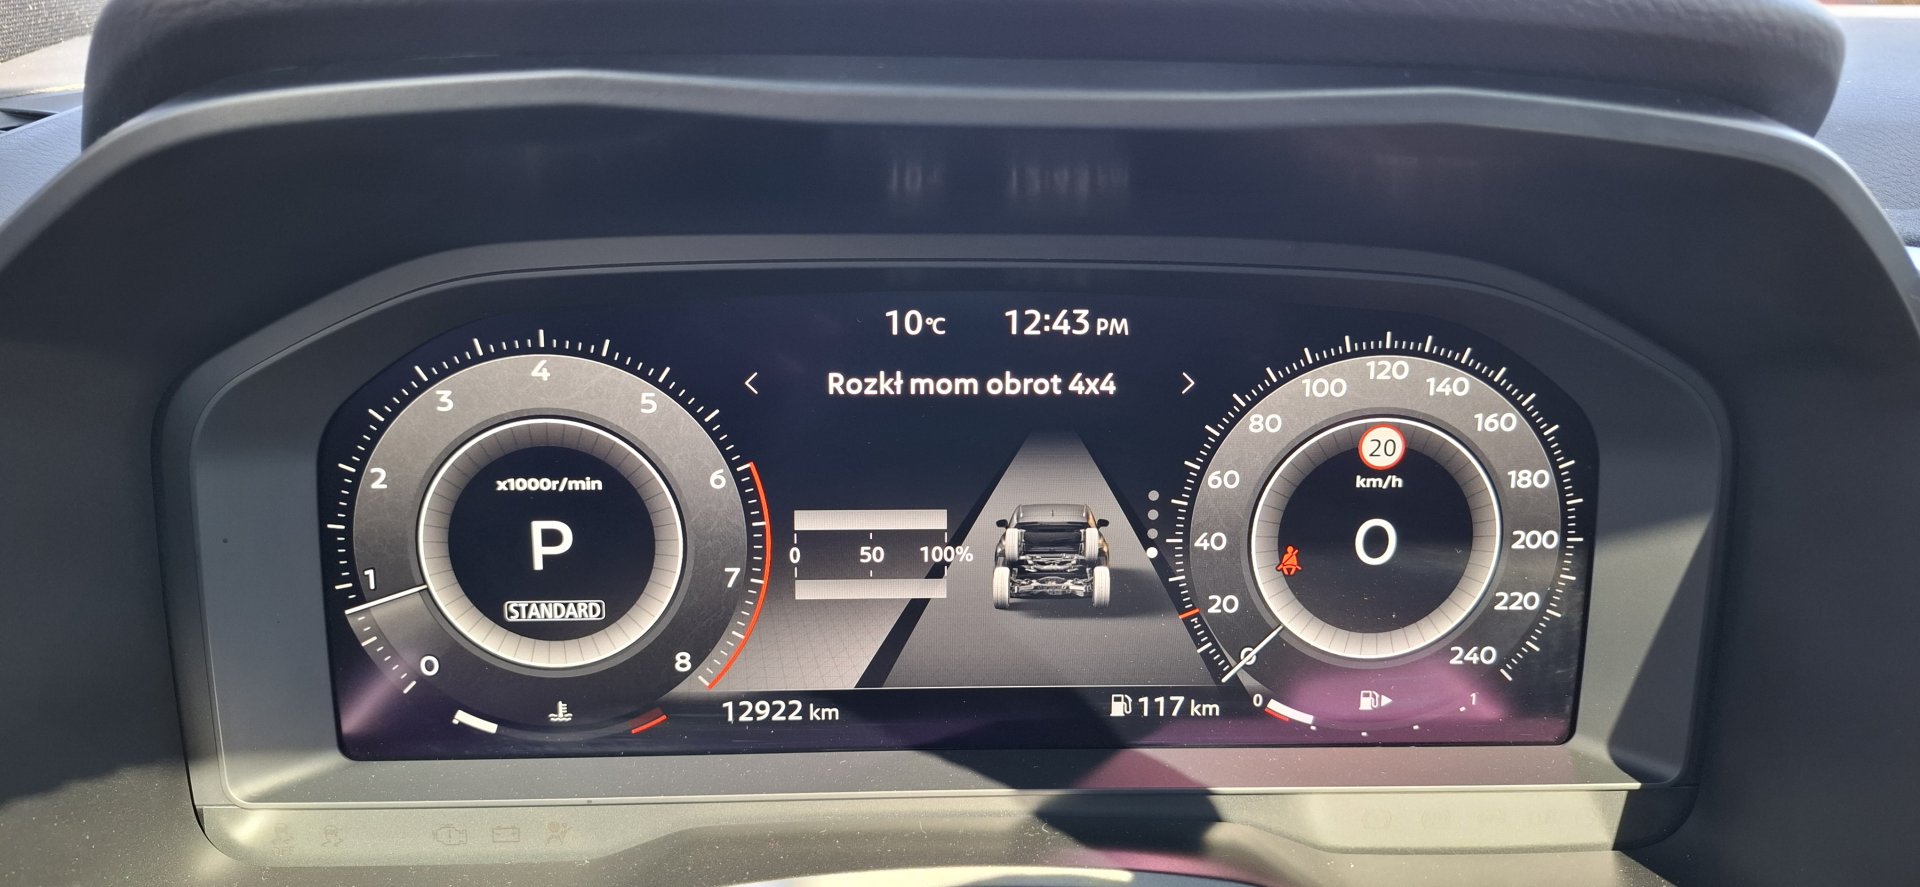 10°C 12:43 PM
< Rozkł mom obrot 4x4 >
0 1 2 3 4 5 6 7 8
x1000r/min
P
STANDARD
0 50 100%
0 20 40 60 80 100 120 140 160 180 200 220 240
20
km/h
0
12922 km
117 km
0 1